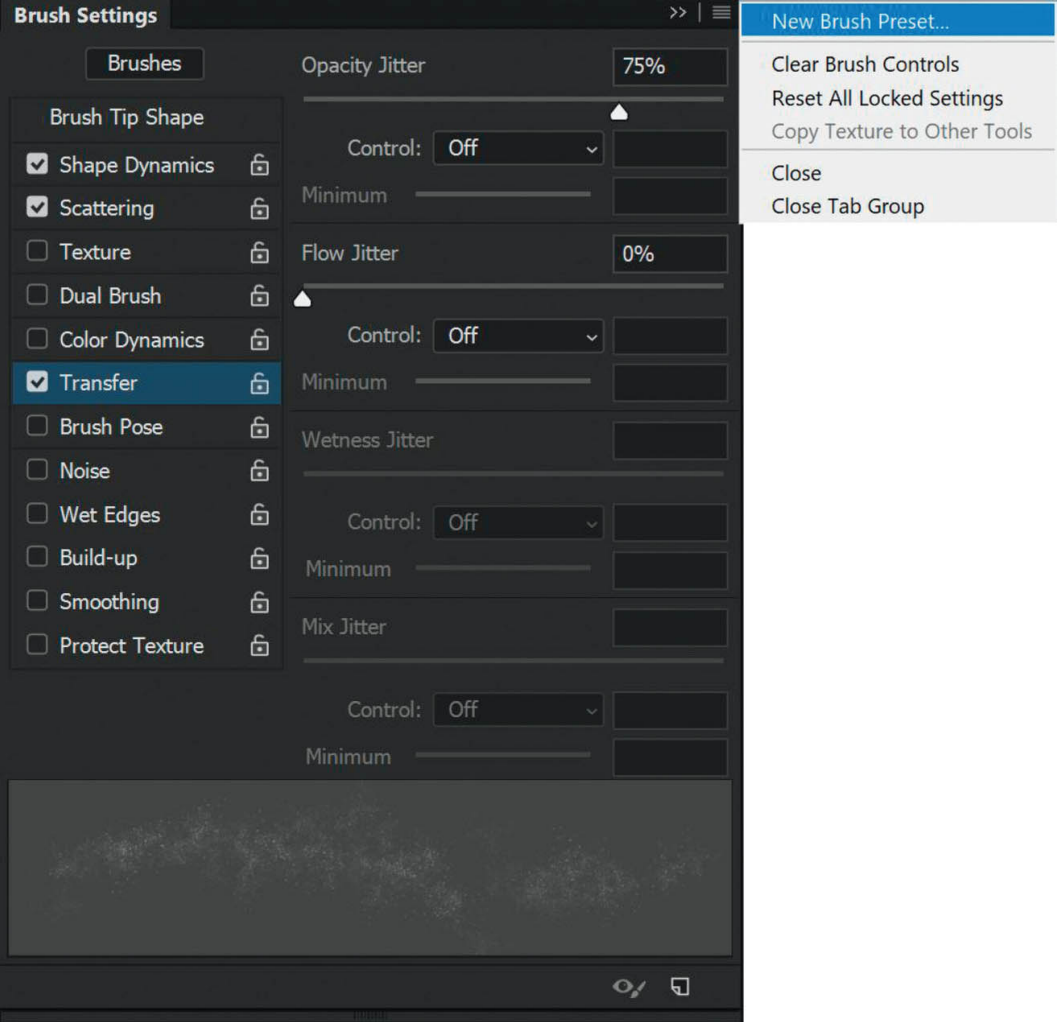 Brush Settings
Brushes
Brush Tip Shape
Shape Dynamics
Scattering
Texture
Dual Brush
Color Dynamics
Transfer
Brush Pose
Noise
Wet Edges
Build-up
Smoothing
Protect Texture
Opacity Jitter 75%
Control: Off
Minimum
Flow Jitter 0%
Control: Off
Minimum
Wetness Jitter
Control: Off
Minimum
Mix Jitter
Control: Off
Minimum
New Brush Preset...
Clear Brush Controls
Reset All Locked Settings
Copy Texture to Other Tools
Close
Close Tab Group